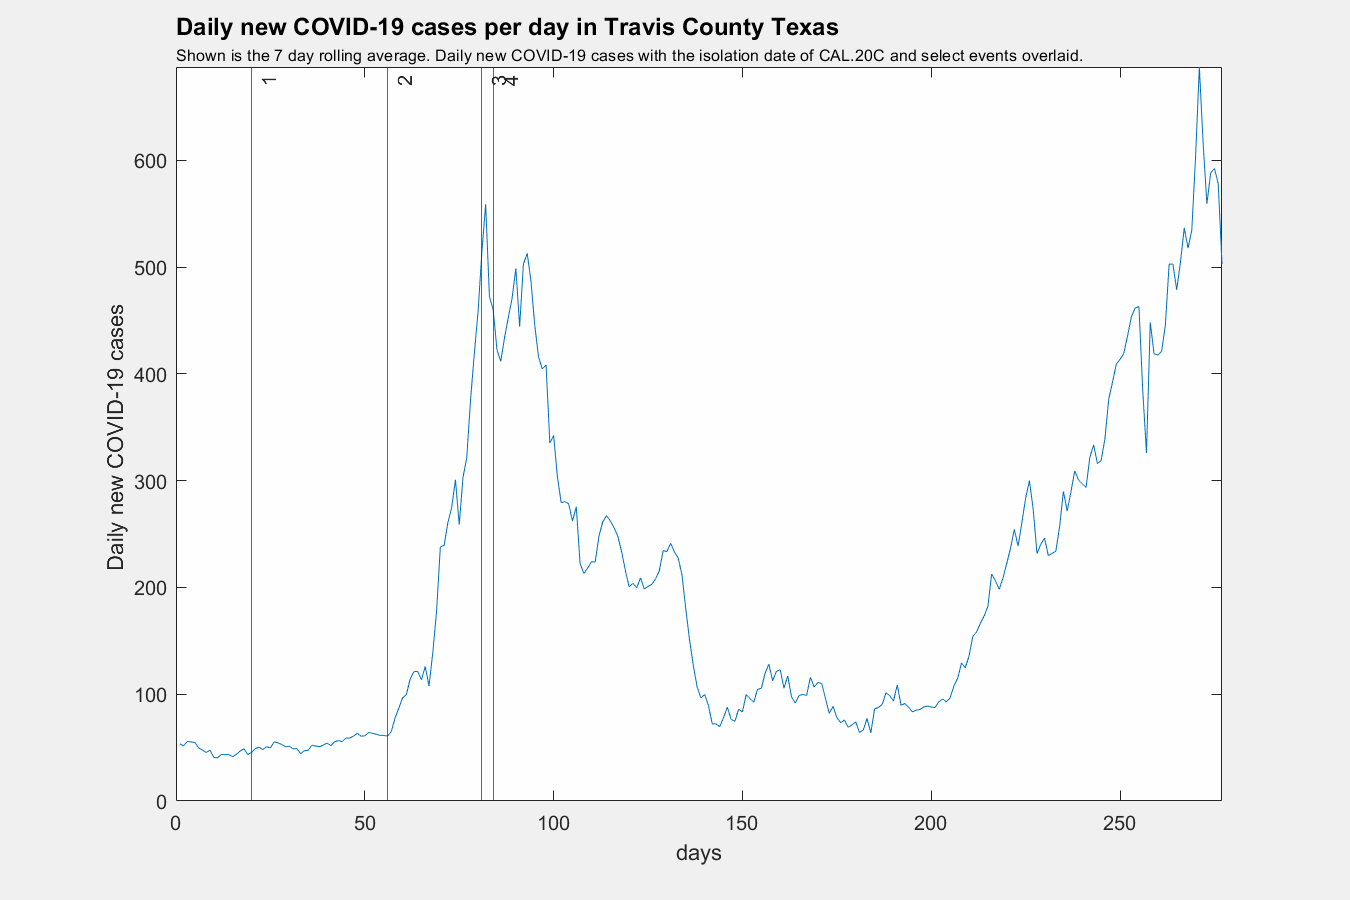 Daily new COVID-19 cases per day in Travis County Texas
Shown is the 7 day rolling average. Daily new COVID-19 cases with the isolation date of CAL.20C and select events overlaid.
1
2
3
4
600
500
400
300
200
100
0
Daily new COVID-19 cases
0 50 100 150 200 250
days